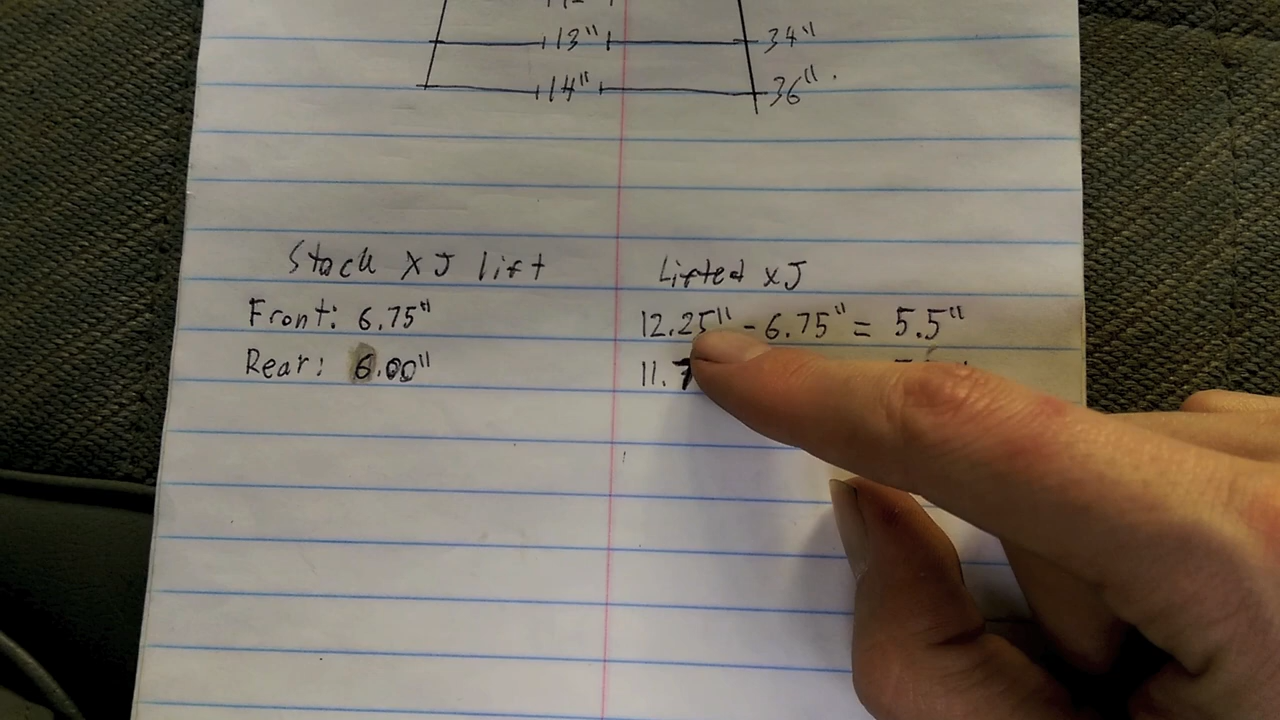 13" 34"
14" 36"
Stock XJ lift Lifted XJ
Front: 6.75" 12.25" - 6.75" = 5.5"
Rear: 6.00" 11.7